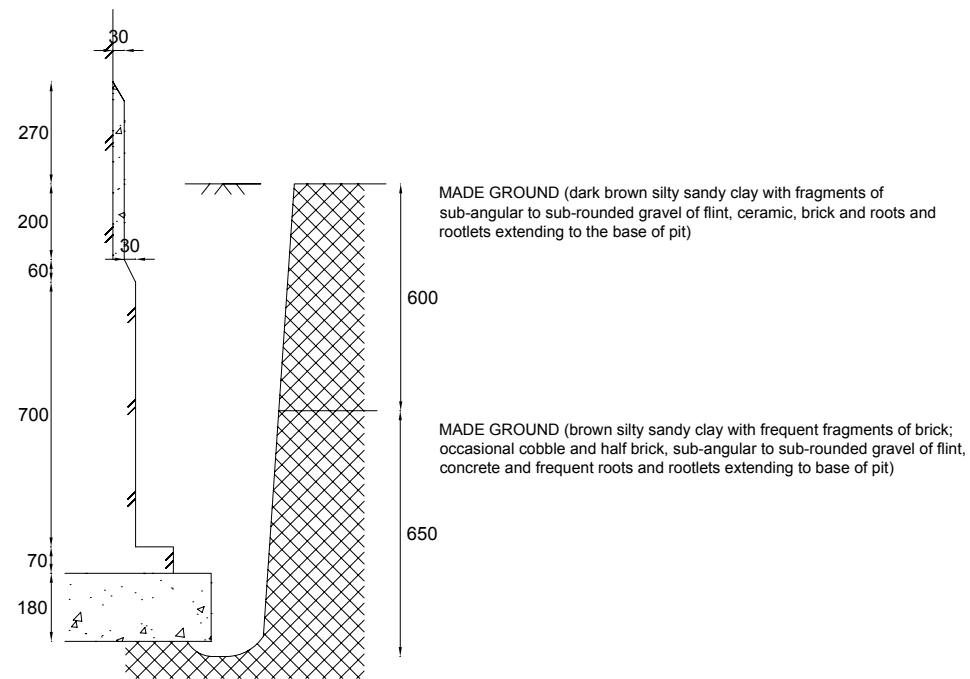 30
270
200
30
60
700
70
180
MADE GROUND (dark brown silty sandy clay with fragments of
sub-angular to sub-rounded gravel of flint, ceramic, brick and roots and
rootlets extending to the base of pit)
600
MADE GROUND (brown silty sandy clay with frequent fragments of brick;
occasional cobble and half brick, sub-angular to sub-rounded gravel of flint,
concrete and frequent roots and rootlets extending to base of pit)
650